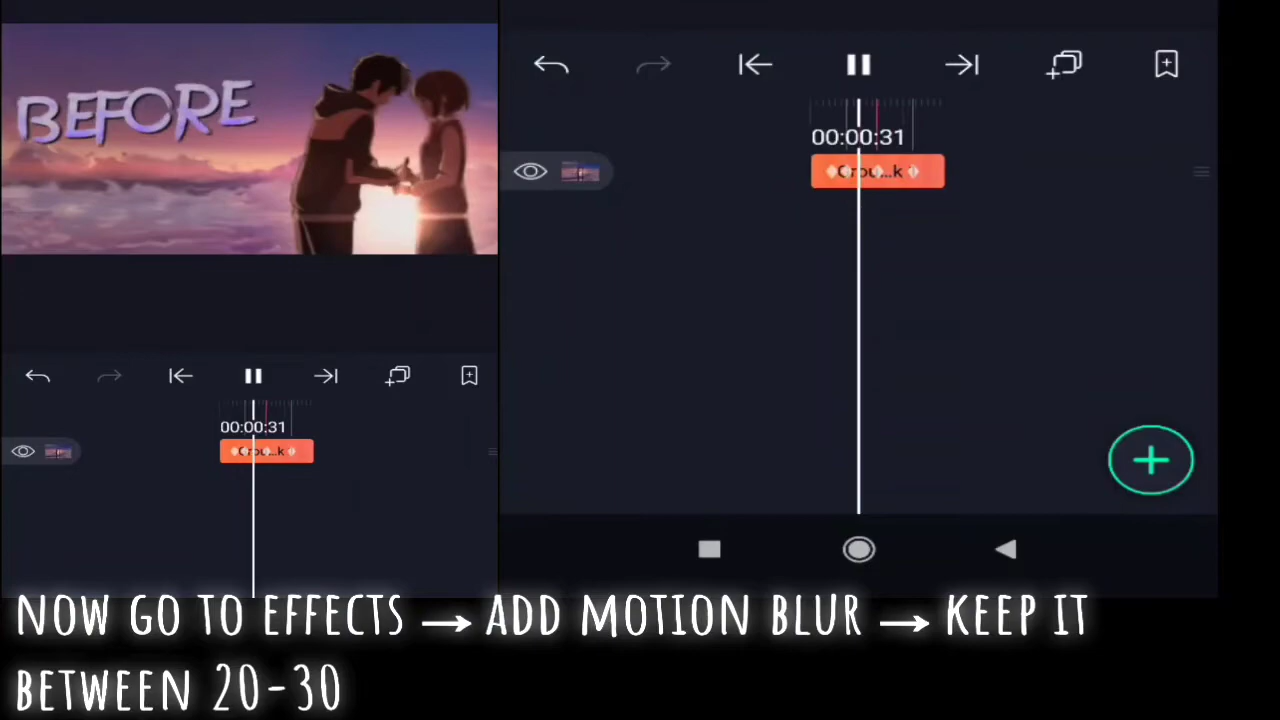 BEFORE
00:00:31
Grou...k
00:00:31
Grou...k
NOW GO TO EFFECTS → ADD MOTION BLUR → KEEP IT
BETWEEN 20-30